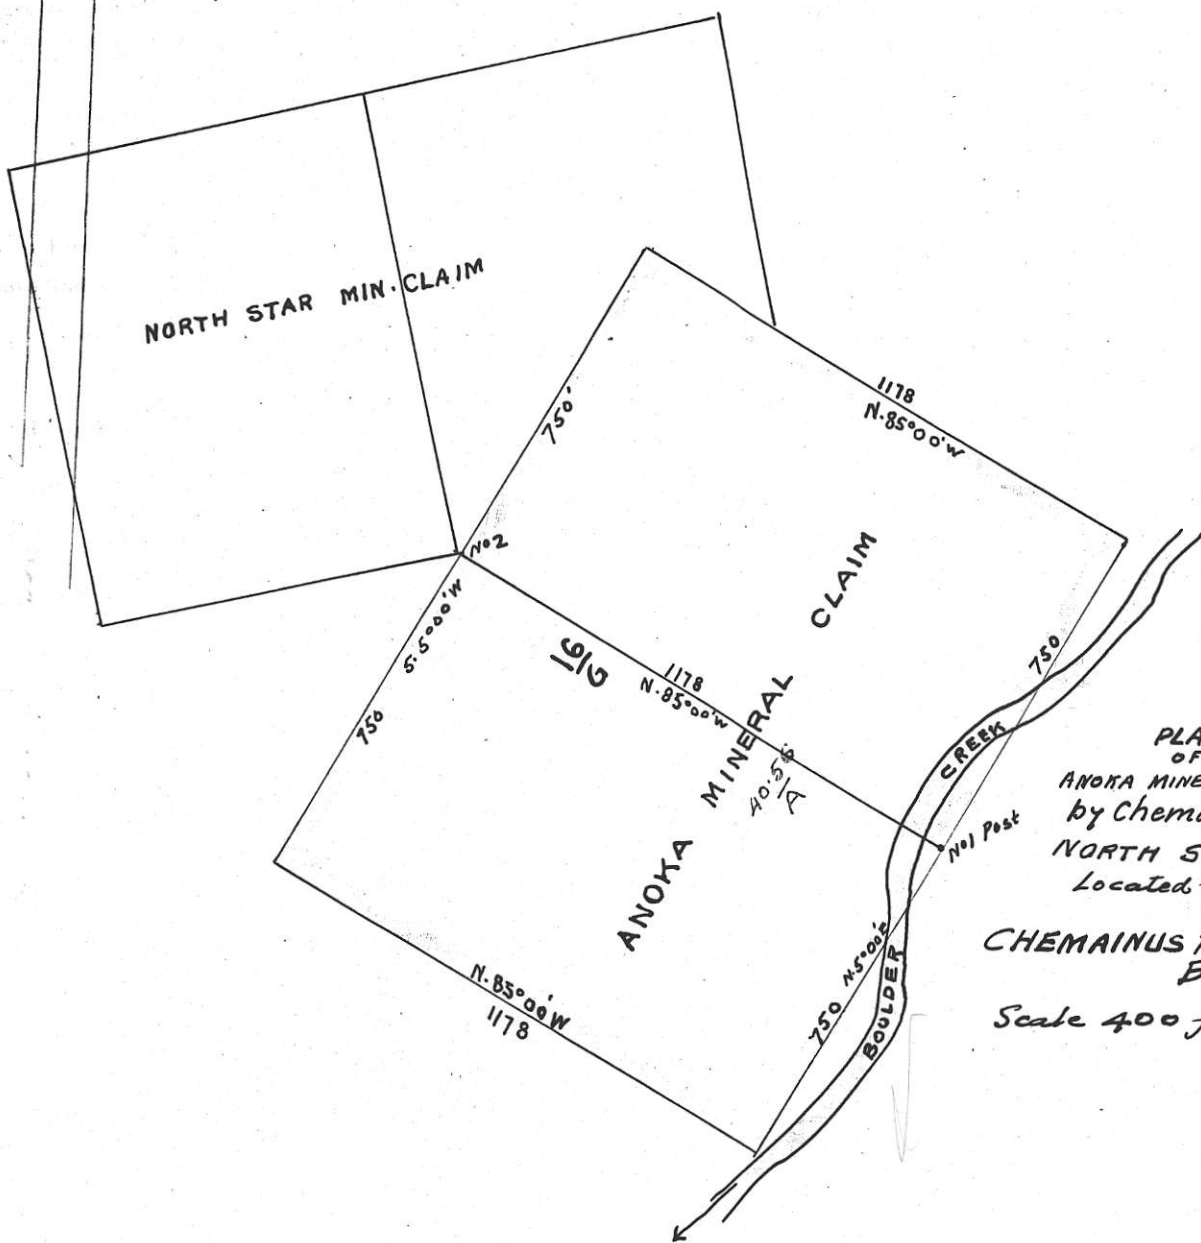 NORTH STAR MIN. CLAIM
750'
1178
N.85°00'W
No2
S.5°00'W
750
16/G
1178
N.85°00'W
ANOKA MINERAL CLAIM
A
750
CREEK
No1 Post
BOULDER
N.5°00'E
750
N.85°00'W
1178
PLA
OF
ANOKA MINE
by Chema
NORTH S
Located
CHEMAINUS
Scale 400 f